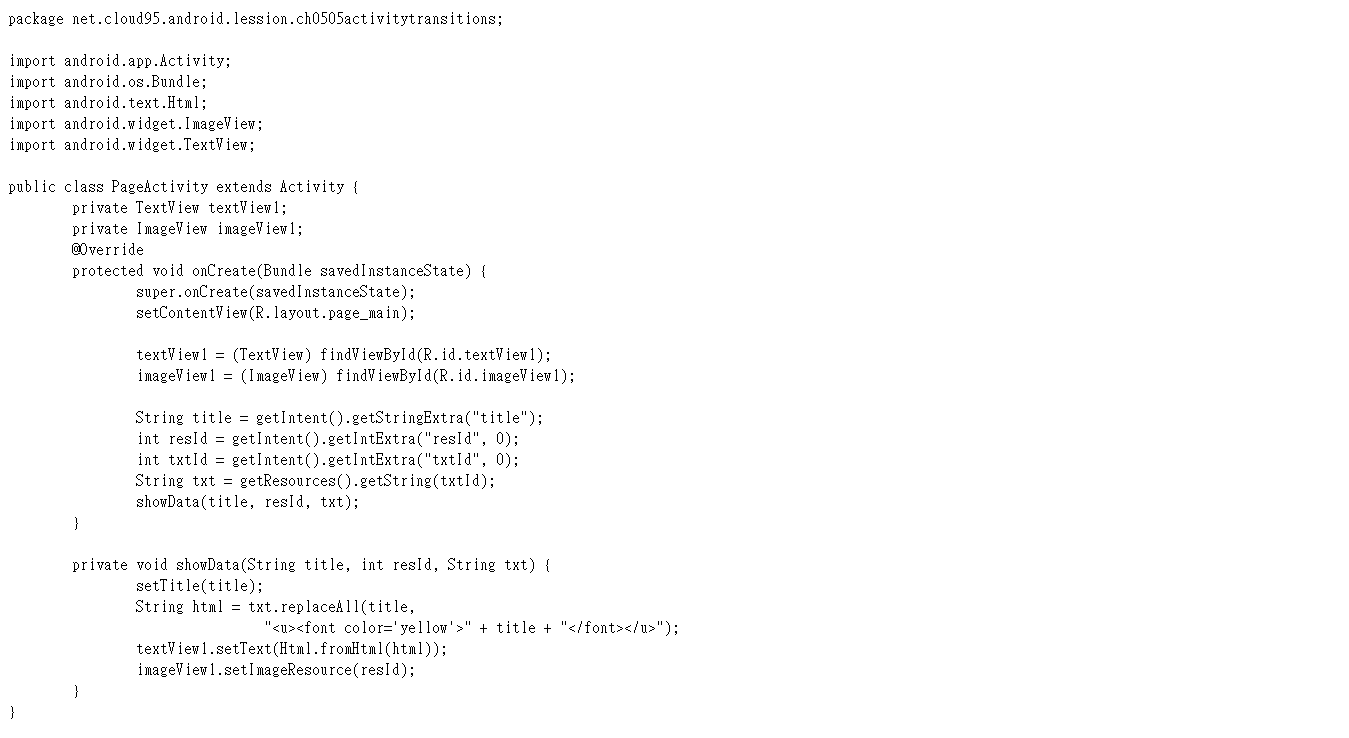 package net.cloud95.android.lession.ch0505activitytransitions;

import android.app.Activity;
import android.os.Bundle;
import android.text.Html;
import android.widget.ImageView;
import android.widget.TextView;

public class PageActivity extends Activity {
        private TextView textView1;
        private ImageView imageView1;
        @Override
        protected void onCreate(Bundle savedInstanceState) {
                super.onCreate(savedInstanceState);
                setContentView(R.layout.page_main);

                textView1 = (TextView) findViewById(R.id.textView1);
                imageView1 = (ImageView) findViewById(R.id.imageView1);

                String title = getIntent().getStringExtra("title");
                int resId = getIntent().getIntExtra("resId", 0);
                int txtId = getIntent().getIntExtra("txtId", 0);
                String txt = getResources().getString(txtId);
                showData(title, resId, txt);
        }

        private void showData(String title, int resId, String txt) {
                setTitle(title);
                String html = txt.replaceAll(title,
                                "<u><font color='yellow'>" + title + "</font></u>");
                textView1.setText(Html.fromHtml(html));
                imageView1.setImageResource(resId);
        }
}